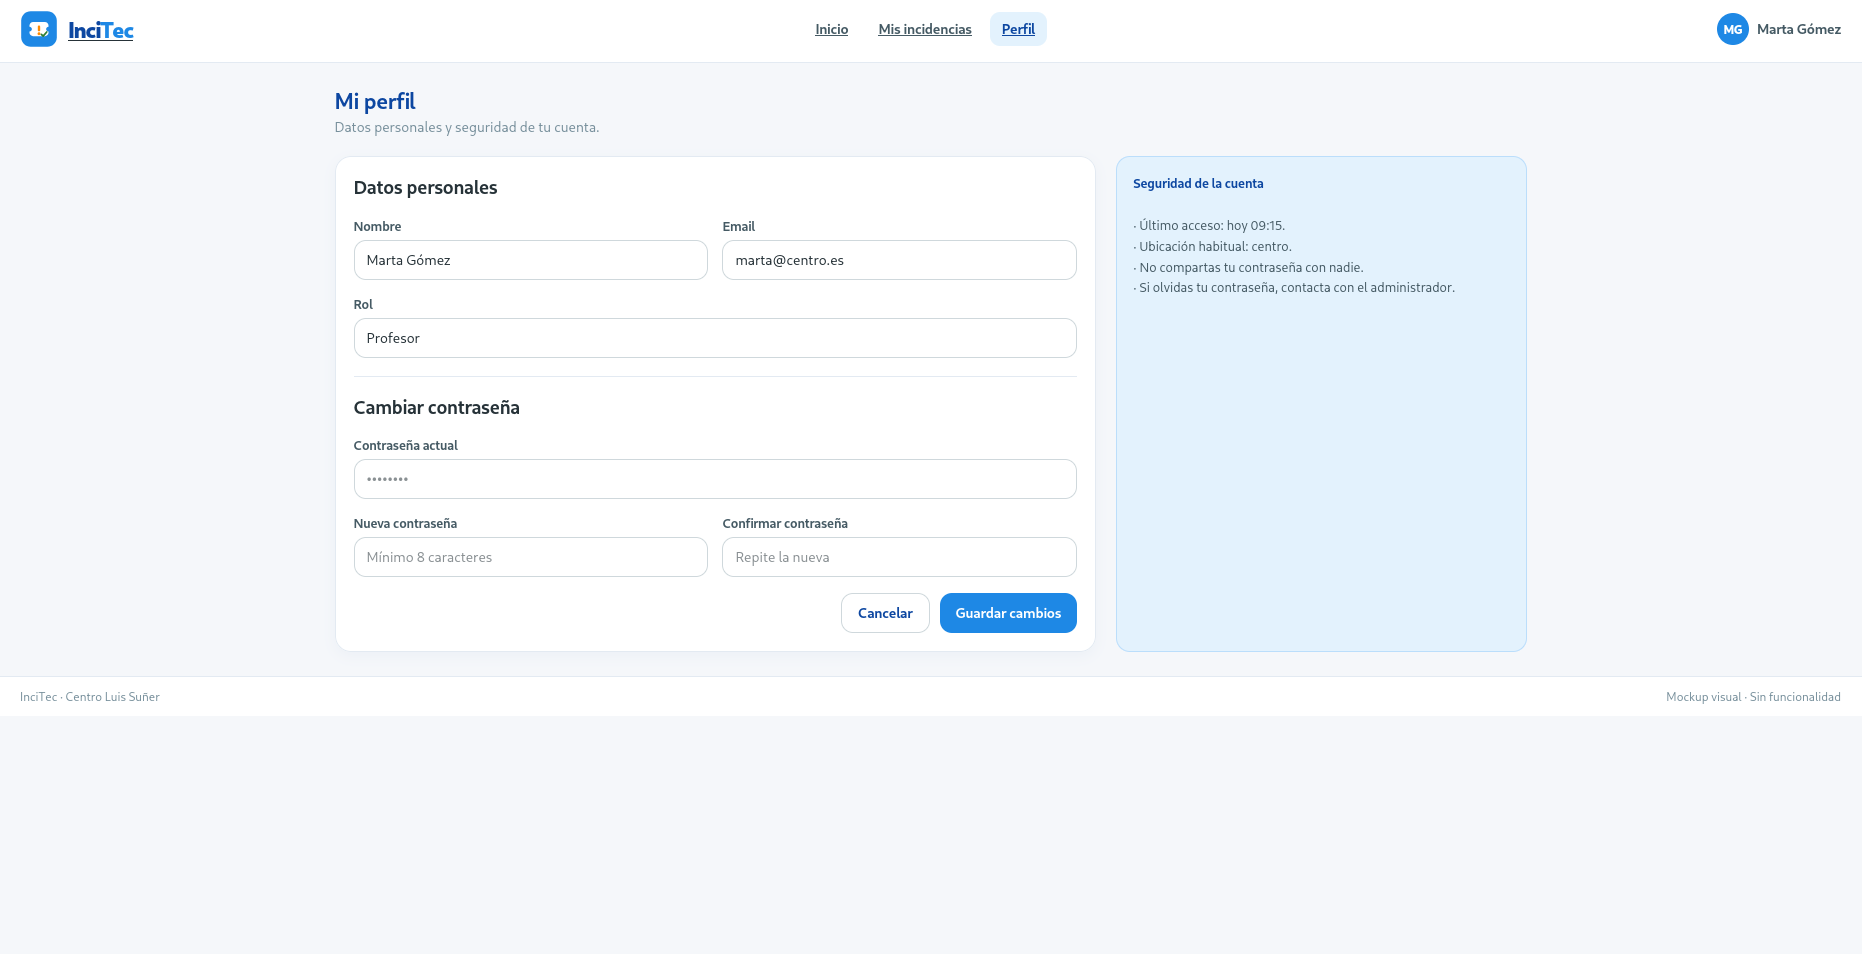 InciTec
Inicio
Mis incidencias
Perfil
MG
Marta Gómez
Mi perfil
Datos personales y seguridad de tu cuenta.
Datos personales
Nombre
Email
Marta Gómez
marta@centro.es
Rol
Profesor
Cambiar contraseña
Contraseña actual
••••••••
Nueva contraseña
Confirmar contraseña
Mínimo 8 caracteres
Repite la nueva
Cancelar
Guardar cambios
Seguridad de la cuenta
· Último acceso: hoy 09:15.
· Ubicación habitual: centro.
· No compartas tu contraseña con nadie.
· Si olvidas tu contraseña, contacta con el administrador.
InciTec · Centro Luis Suñer
Mockup visual · Sin funcionalidad